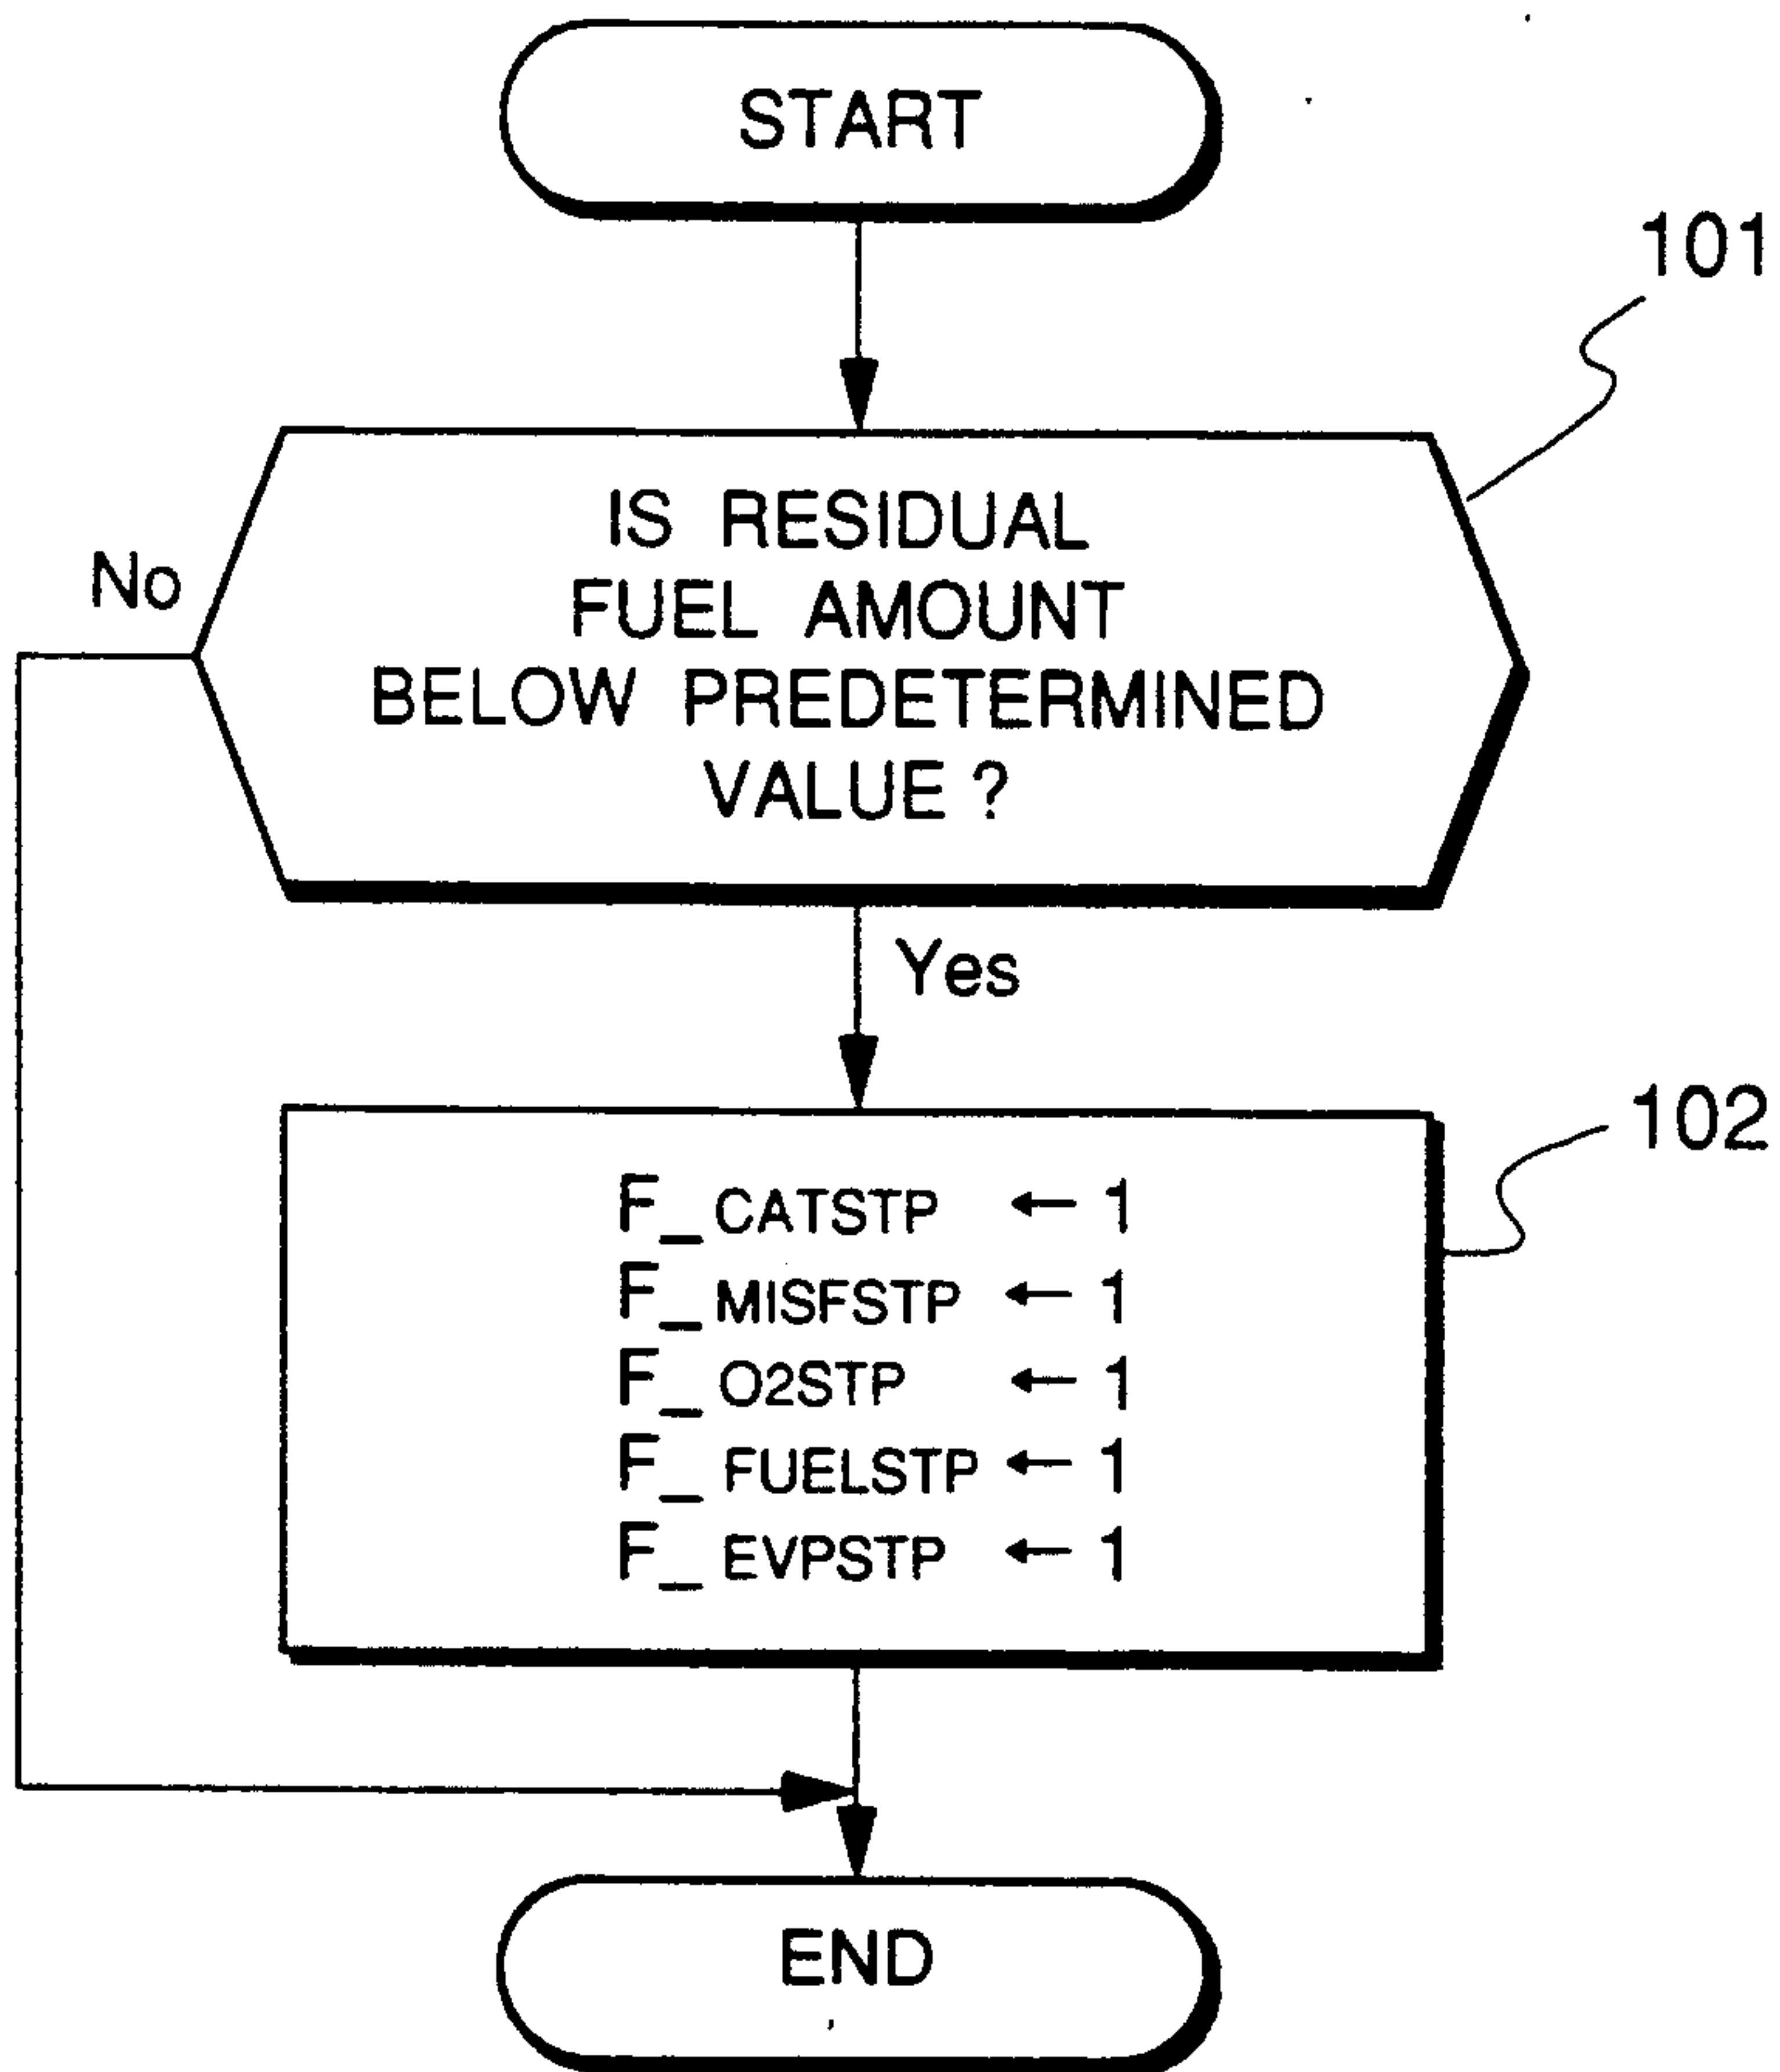 START
101
IS RESIDUAL
FUEL AMOUNT
BELOW PREDETERMINED
VALUE ?
No
Yes
102
F_CATSTP ← 1
F_MISFSTP ← 1
F_O2STP ← 1
F_FUELSTP ← 1
F_EVPSTP ← 1
END